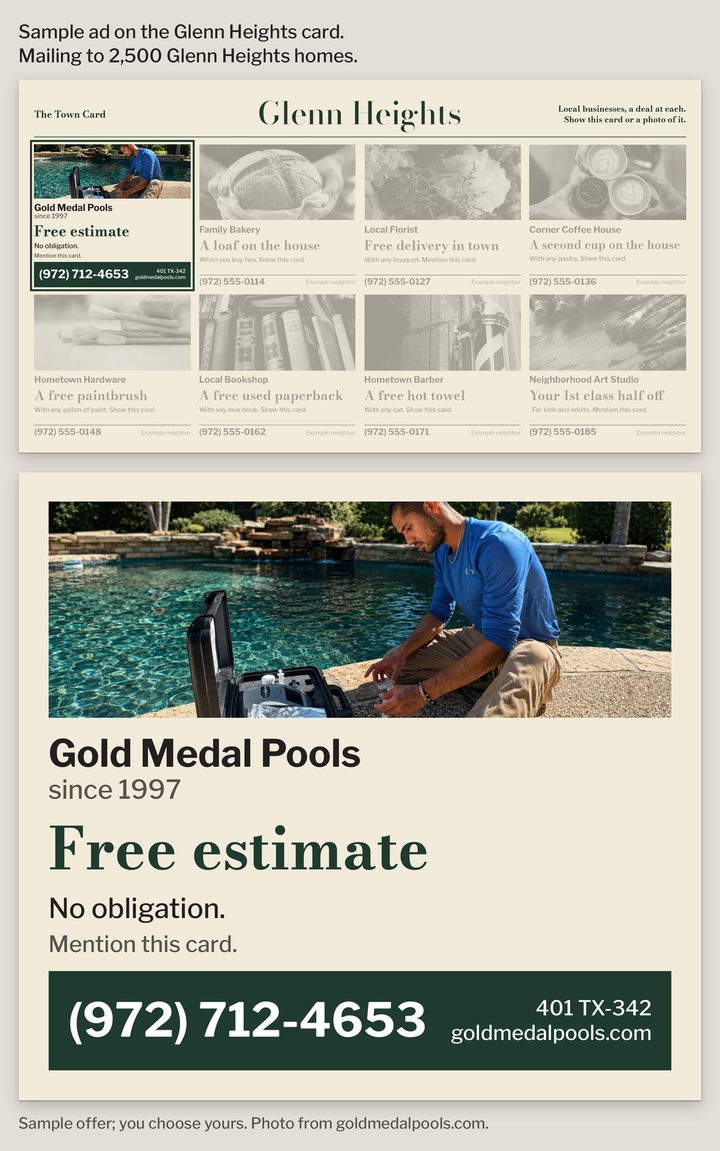 Sample ad on the Glenn Heights card.
Mailing to 2,500 Glenn Heights homes.
The Town Card
Glenn Heights
Local businesses, a deal at each.
Show this card or a photo of it.
Gold Medal Pools
since 1997
Free estimate
No obligation.
Mention this card.
(972) 712-4653
401 TX-342
goldmedalpools.com
Family Bakery
A loaf on the house
When you buy two. Show this card.
(972) 555-0114
Example neighbor
Local Florist
Free delivery in town
With any bouquet. Mention this card.
(972) 555-0127
Example neighbor
Corner Coffee House
A second cup on the house
With any pastry. Show this card.
(972) 555-0136
Example neighbor
Hometown Hardware
A free paintbrush
With any gallon of paint. Show this card.
(972) 555-0148
Example neighbor
Local Bookshop
A free used paperback
With any new book. Show this card.
(972) 555-0162
Example neighbor
Hometown Barber
A free hot towel
With any cut. Show this card.
(972) 555-0171
Example neighbor
Neighborhood Art Studio
Your 1st class half off
For kids and adults. Mention this card.
(972) 555-0185
Example neighbor
Gold Medal Pools
since 1997
Free estimate
No obligation.
Mention this card.
(972) 712-4653
401 TX-342
goldmedalpools.com
Sample offer; you choose yours. Photo from goldmedalpools.com.